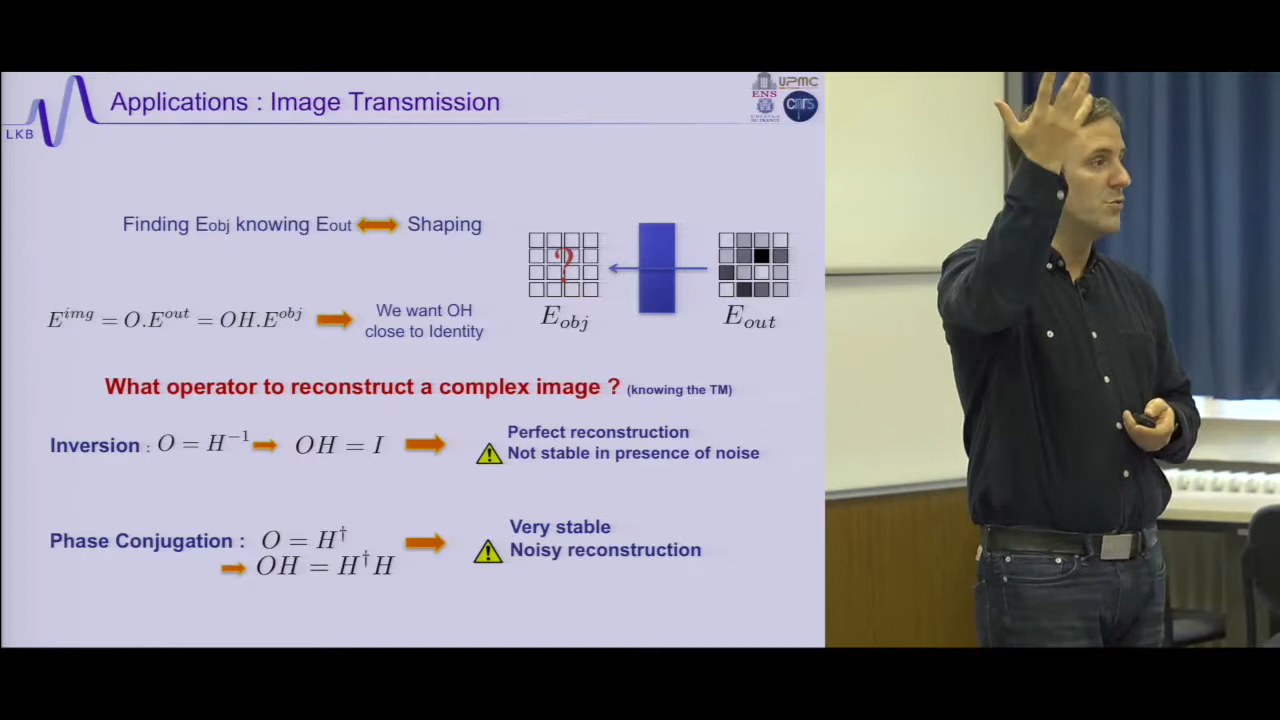 Applications : Image Transmission
LKB
ENS
UPMC
cnrs
Finding Eobj knowing Eout Shaping
?
E_obj
E_out
E^{img} = O.E^{out} = OH.E^{obj}
We want OH
close to Identity
What operator to reconstruct a complex image ? (knowing the TM)
Inversion : O = H^{-1} OH = I
Perfect reconstruction
! Not stable in presence of noise
Phase Conjugation : O = H^†
OH = H^†H
Very stable
! Noisy reconstruction